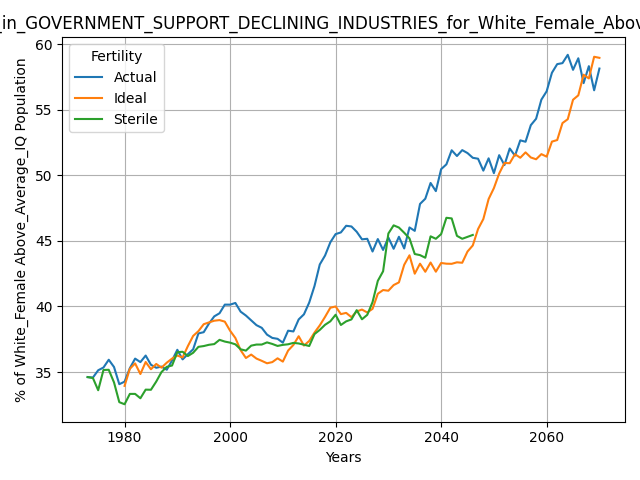 _in_GOVERNMENT_SUPPORT_DECLINING_INDUSTRIES_for_White_Female_Abov
% of White_Female Above_Average_IQ Population
60
55
50
45
40
35
Fertility
Actual
Ideal
Sterile
1980 2000 2020 2040 2060
Years